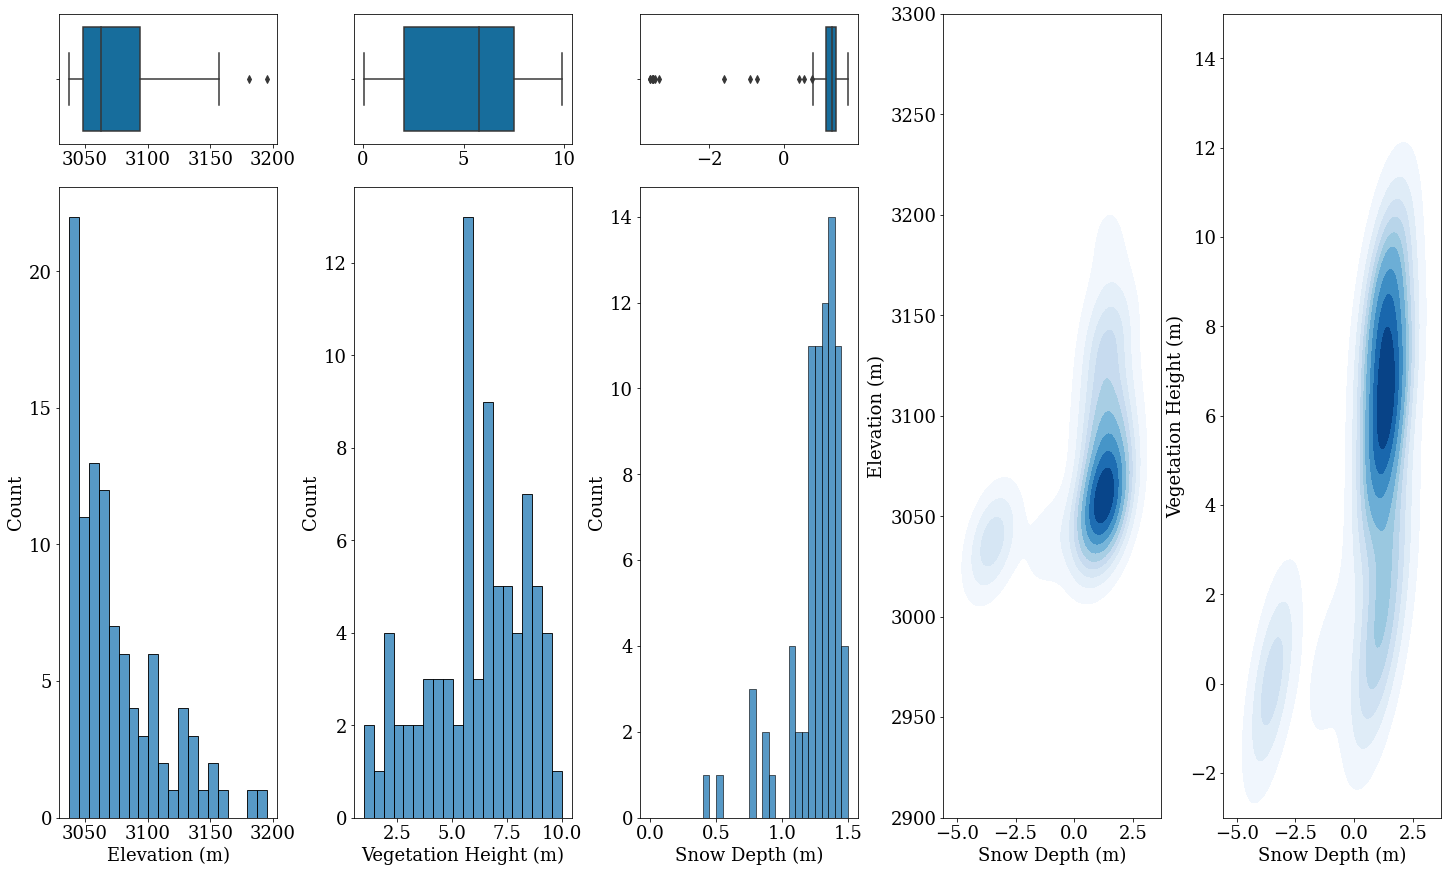 3050 3100 3150 3200
0 5 10
−2 0
20
15
10
5
0
Count
3050 3100 3150 3200
Elevation (m)
12
10
8
6
4
2
0
Count
2.5 5.0 7.5 10.0
Vegetation Height (m)
14
12
10
8
6
4
2
0
Count
0.0 0.5 1.0 1.5
Snow Depth (m)
3300
3250
3200
3150
3100
3050
3000
2950
2900
Elevation (m)
−5.0 −2.5 0.0 2.5
Snow Depth (m)
14
12
10
8
6
4
2
0
−2
Vegetation Height (m)
−5.0 −2.5 0.0 2.5
Snow Depth (m)